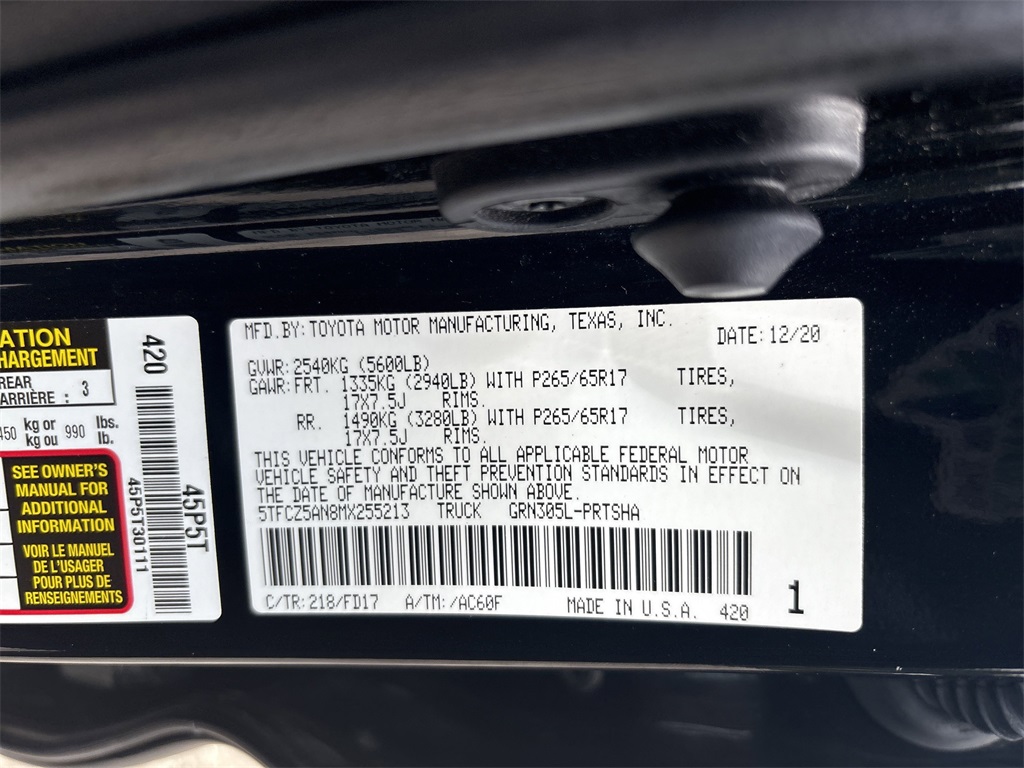 ATION
HARGEMENT
REAR
ARRIÈRE : 3
450 kg or kg ou 990 lbs. lb.
SEE OWNER'S
MANUAL FOR
ADDITIONAL
INFORMATION
VOIR LE MANUEL
DE L'USAGER
POUR PLUS DE
RENSEIGNEMENTS
420
45P5T30111
45P5T
MFD.BY:TOYOTA MOTOR MANUFACTURING, TEXAS, INC.
DATE:12/20
GVWR:2540KG (5600LB)
GAWR:FRT. 1335KG (2940LB) WITH P265/65R17 TIRES,
17X7.5J RIMS.
RR. 1490KG (3280LB) WITH P265/65R17 TIRES,
17X7.5J RIMS.
THIS VEHICLE CONFORMS TO ALL APPLICABLE FEDERAL MOTOR
VEHICLE SAFETY AND THEFT PREVENTION STANDARDS IN EFFECT ON
THE DATE OF MANUFACTURE SHOWN ABOVE.
5TFCZ5AN8MX255213 TRUCK GRN305L-PRTSHA
C/TR:218/FD17 A/TM:/AC60F MADE IN U.S.A. 420
1